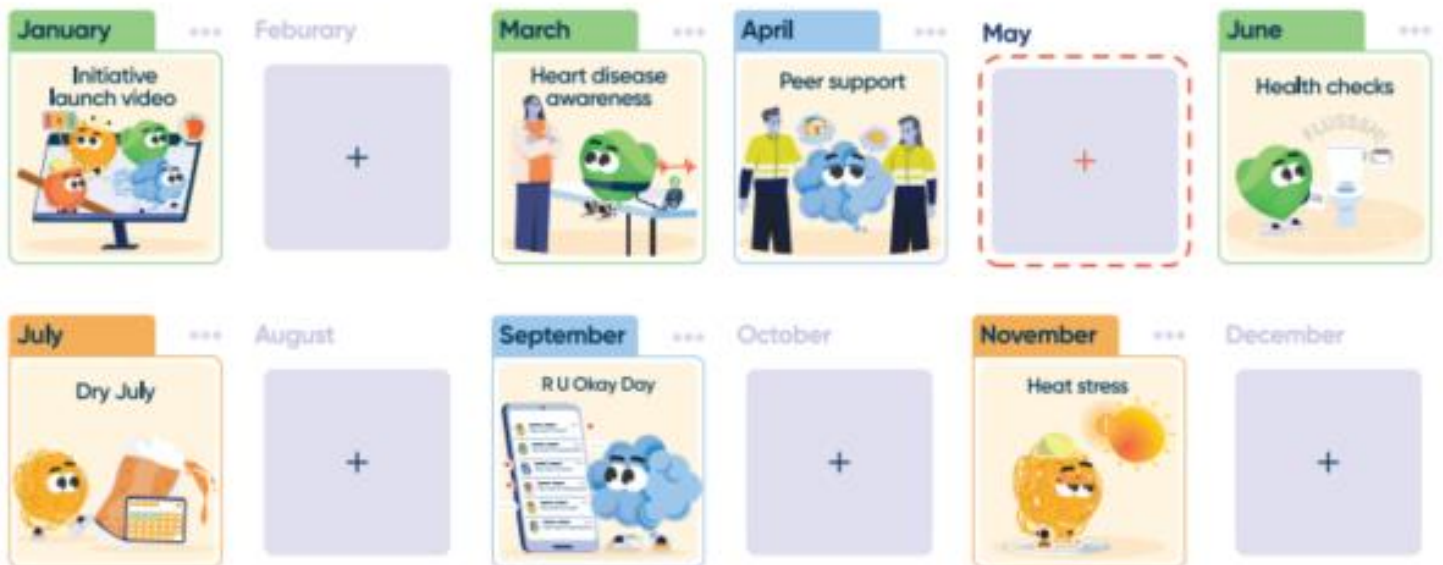 January
Feburary
March
April
May
June
Initiative
launch video
Heart disease
awareness
Peer support
Health checks
FLUSSSH!
July
August
September
October
November
December
Dry July
R U Okay Day
Heat stress